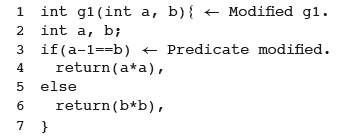 1 int g1(int a, b){ ← Modified g1.
2 int a, b;
3 if(a-1==b) ← Predicate modified.
4 return(a*a),
5 else
6 return(b*b),
7 }